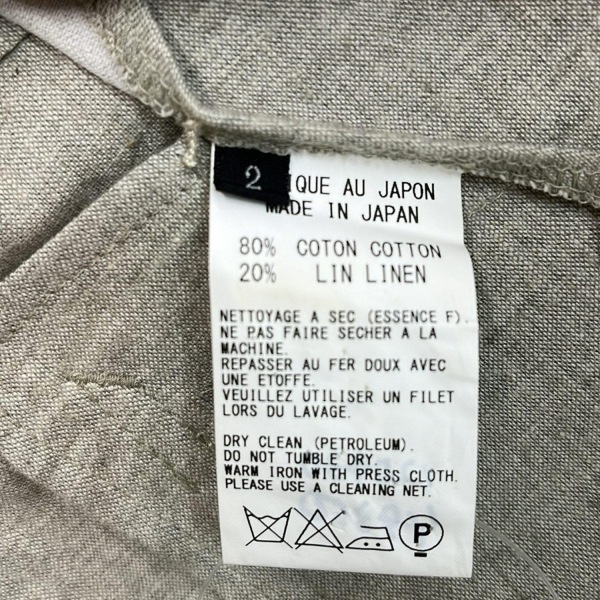 2
IQUE AU JAPON
MADE IN JAPAN
80% COTON COTTON
20% LIN LINEN
NETTOYAGE A SEC (ESSENCE F).
NE PAS FAIRE SECHER A LA
MACHINE.
REPASSER AU FER DOUX AVEC
UNE ETOFFE.
VEUILLEZ UTILISER UN FILET
LORS DU LAVAGE.
DRY CLEAN (PETROLEUM).
DO NOT TUMBLE DRY.
WARM IRON WITH PRESS CLOTH.
PLEASE USE A CLEANING NET.
P